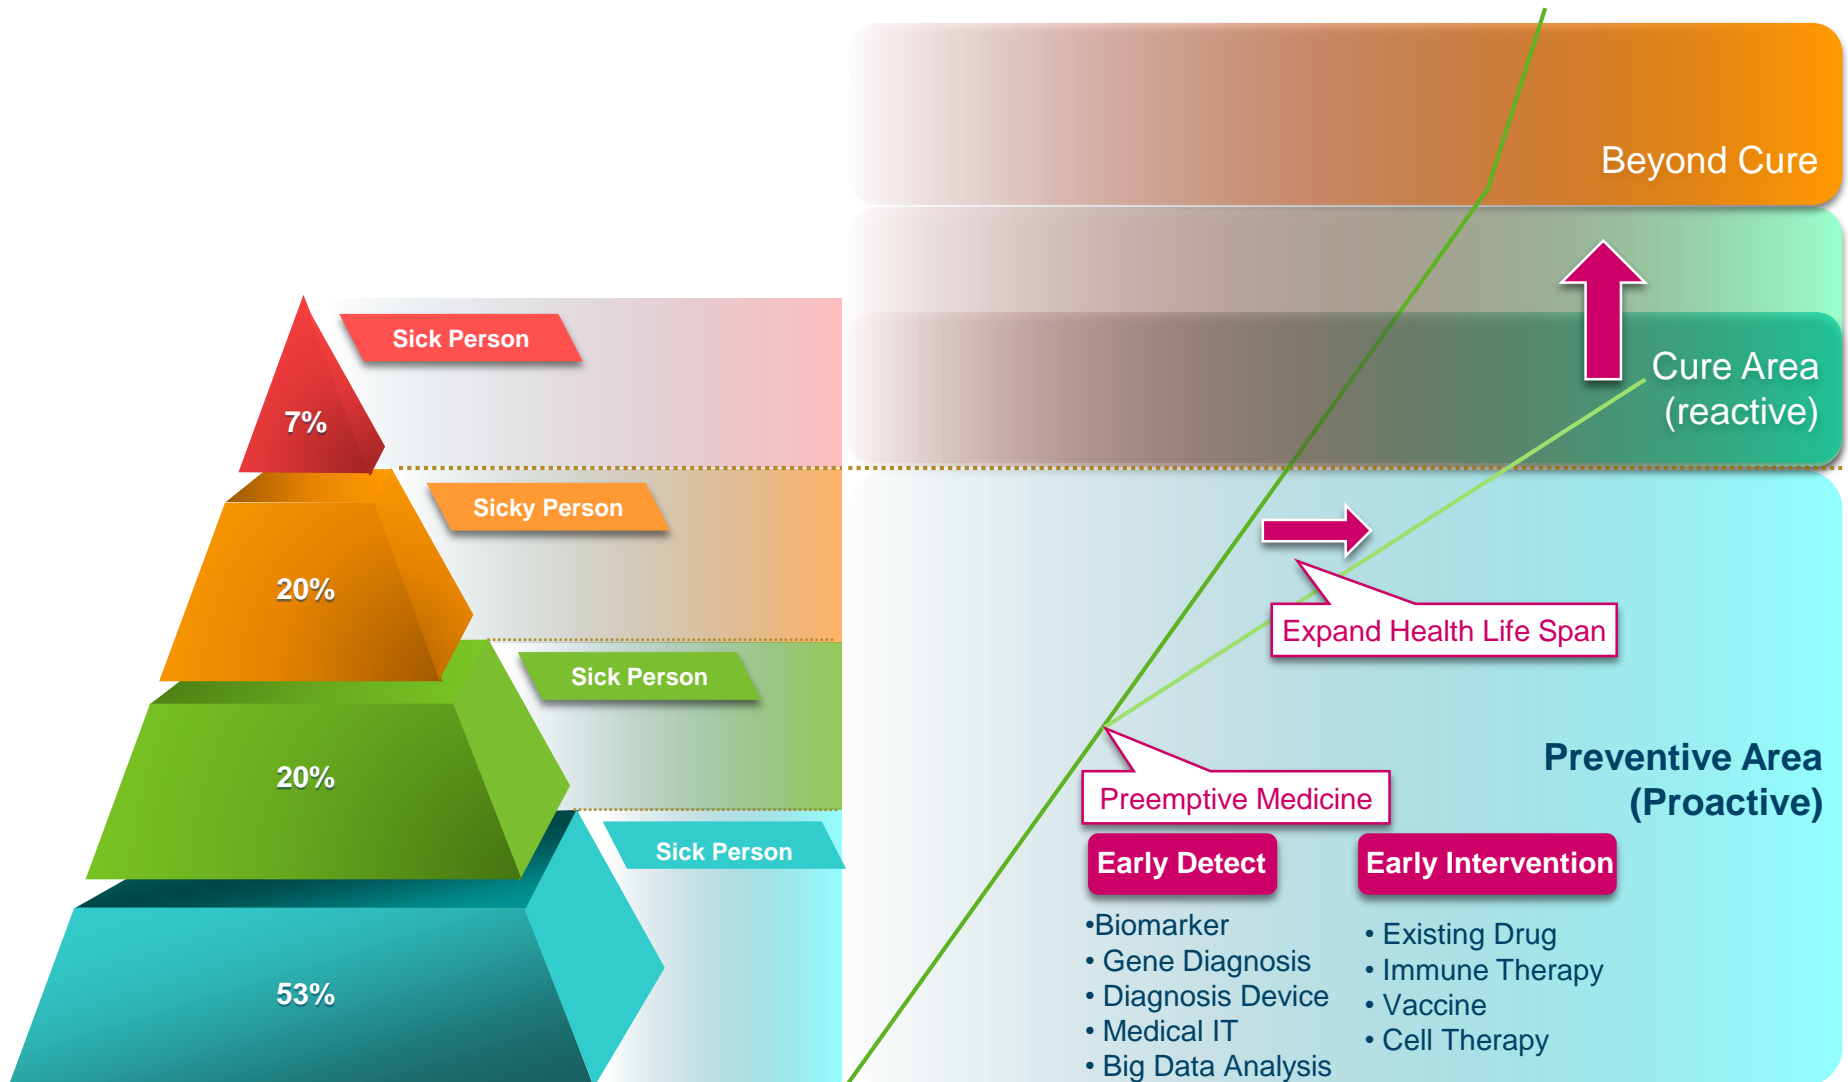 Beyond Cure
Sick Person
Cure Area
(reactive)
7%
Sicky Person
20%
Expand Health Life Span
Sick Person
20%
Preventive Area
(Proactive)
Preemptive Medicine
Sick Person
53%
Early Detect
•Biomarker
• Gene Diagnosis
• Diagnosis Device
• Medical IT
• Big Data Analysis
Early Intervention
• Existing Drug
• Immune Therapy
• Vaccine
• Cell Therapy